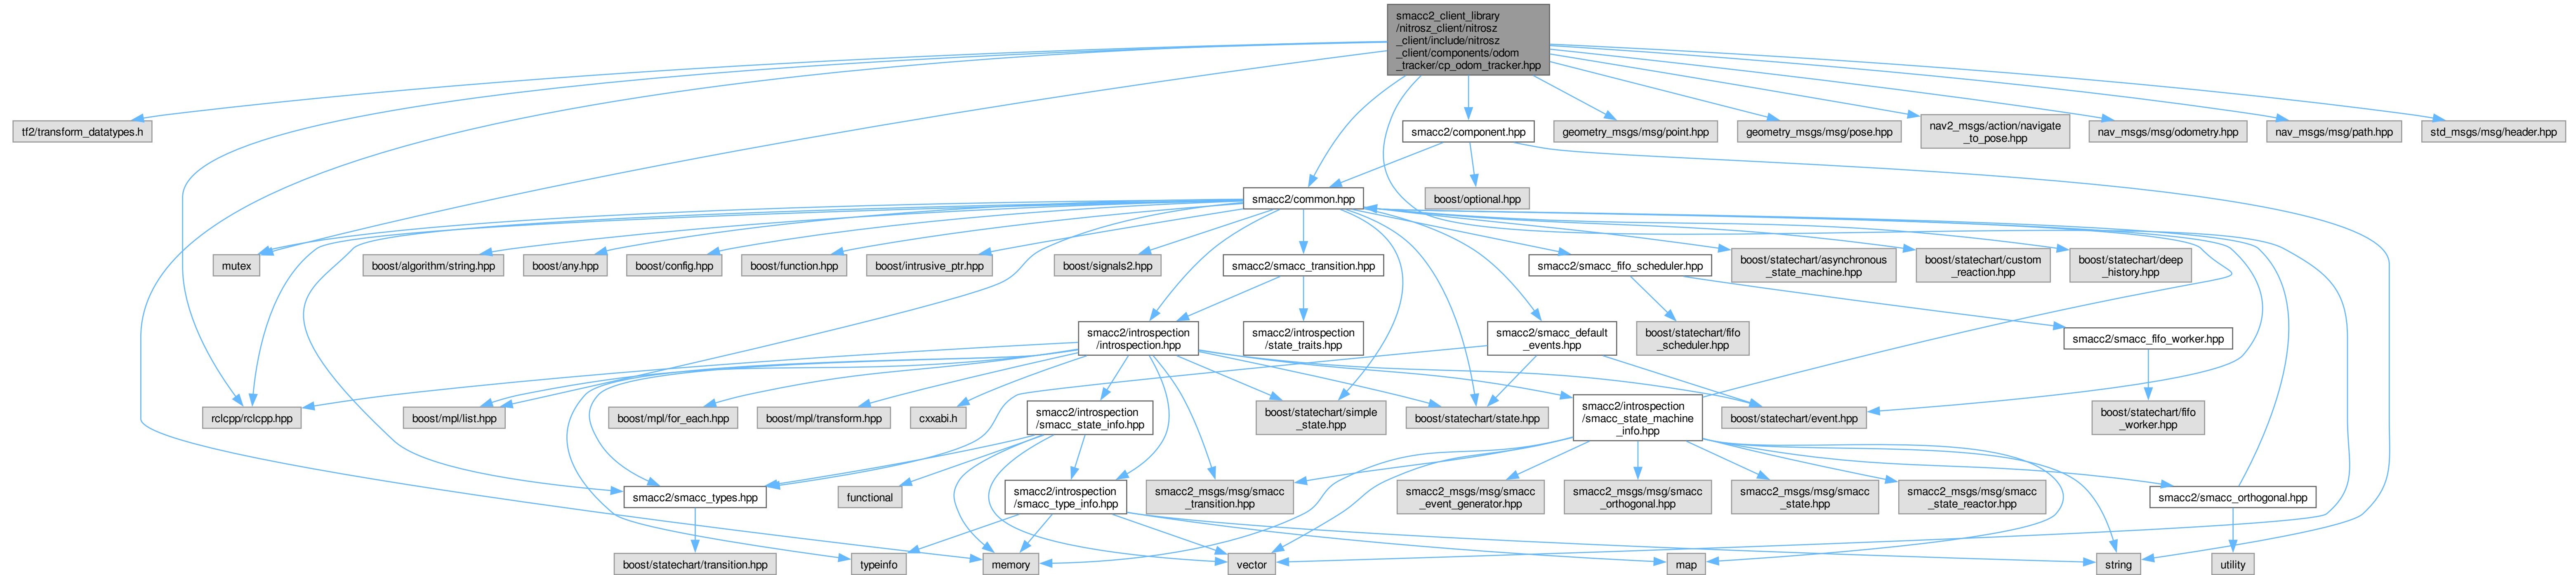 smacc2_client_library
/nitrosz_client/nitrosz
_client/include/nitrosz
_client/components/odom
_tracker/cp_odom_tracker.hpp
tf2/transform_datatypes.h
smacc2/component.hpp
geometry_msgs/msg/point.hpp
geometry_msgs/msg/pose.hpp
nav2_msgs/action/navigate
_to_pose.hpp
nav_msgs/msg/odometry.hpp
nav_msgs/msg/path.hpp
std_msgs/msg/header.hpp
smacc2/common.hpp
boost/optional.hpp
mutex
boost/algorithm/string.hpp
boost/any.hpp
boost/config.hpp
boost/function.hpp
boost/intrusive_ptr.hpp
boost/signals2.hpp
smacc2/smacc_transition.hpp
smacc2/smacc_fifo_scheduler.hpp
boost/statechart/asynchronous
_state_machine.hpp
boost/statechart/custom
_reaction.hpp
boost/statechart/deep
_history.hpp
smacc2/introspection
/introspection.hpp
smacc2/introspection
/state_traits.hpp
smacc2/smacc_default
_events.hpp
boost/statechart/fifo
_scheduler.hpp
smacc2/smacc_fifo_worker.hpp
rclcpp/rclcpp.hpp
boost/mpl/list.hpp
boost/mpl/for_each.hpp
boost/mpl/transform.hpp
cxxabi.h
smacc2/introspection
/smacc_state_info.hpp
boost/statechart/simple
_state.hpp
boost/statechart/state.hpp
smacc2/introspection
/smacc_state_machine
_info.hpp
boost/statechart/event.hpp
boost/statechart/fifo
_worker.hpp
smacc2/smacc_types.hpp
functional
smacc2/introspection
/smacc_type_info.hpp
smacc2_msgs/msg/smacc
_transition.hpp
smacc2_msgs/msg/smacc
_event_generator.hpp
smacc2_msgs/msg/smacc
_orthogonal.hpp
smacc2_msgs/msg/smacc
_state.hpp
smacc2_msgs/msg/smacc
_state_reactor.hpp
smacc2/smacc_orthogonal.hpp
boost/statechart/transition.hpp
typeinfo
memory
vector
map
string
utility